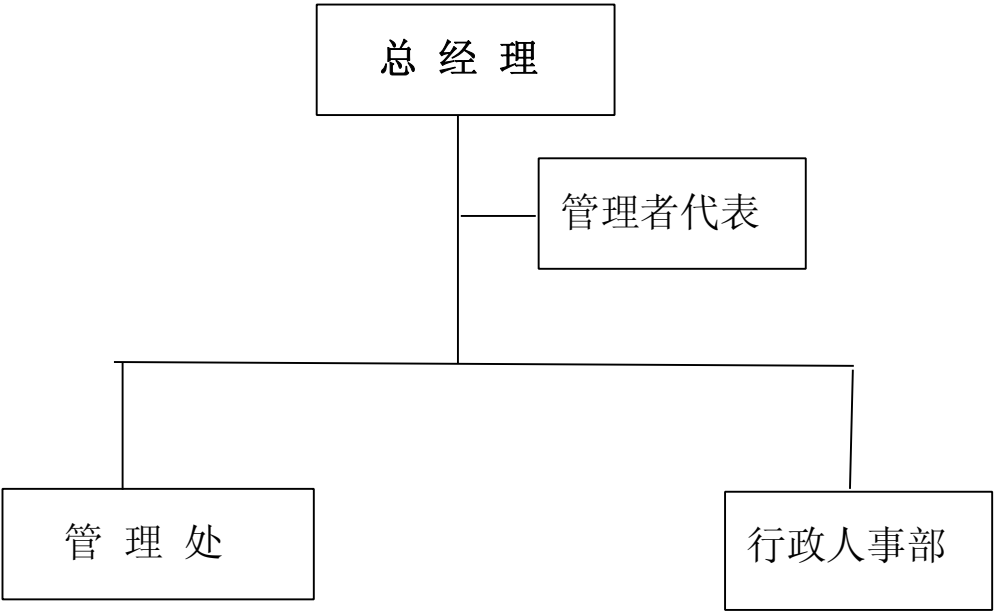 总 经 理
管理者代表
管 理 处
行政人事部